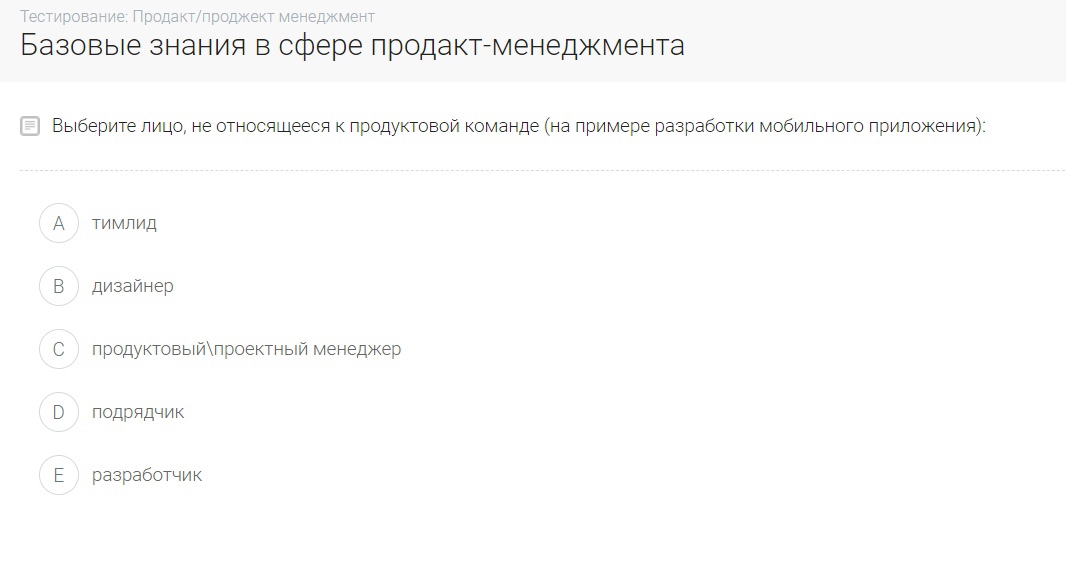 Тестирование: Продакт/проджект менеджмент
Базовые знания в сфере продакт-менеджмента
Выберите лицо, не относящееся к продуктовой команде (на примере разработки мобильного приложения):
A тимлид
B дизайнер
C продуктовый\проектный менеджер
D подрядчик
E разработчик